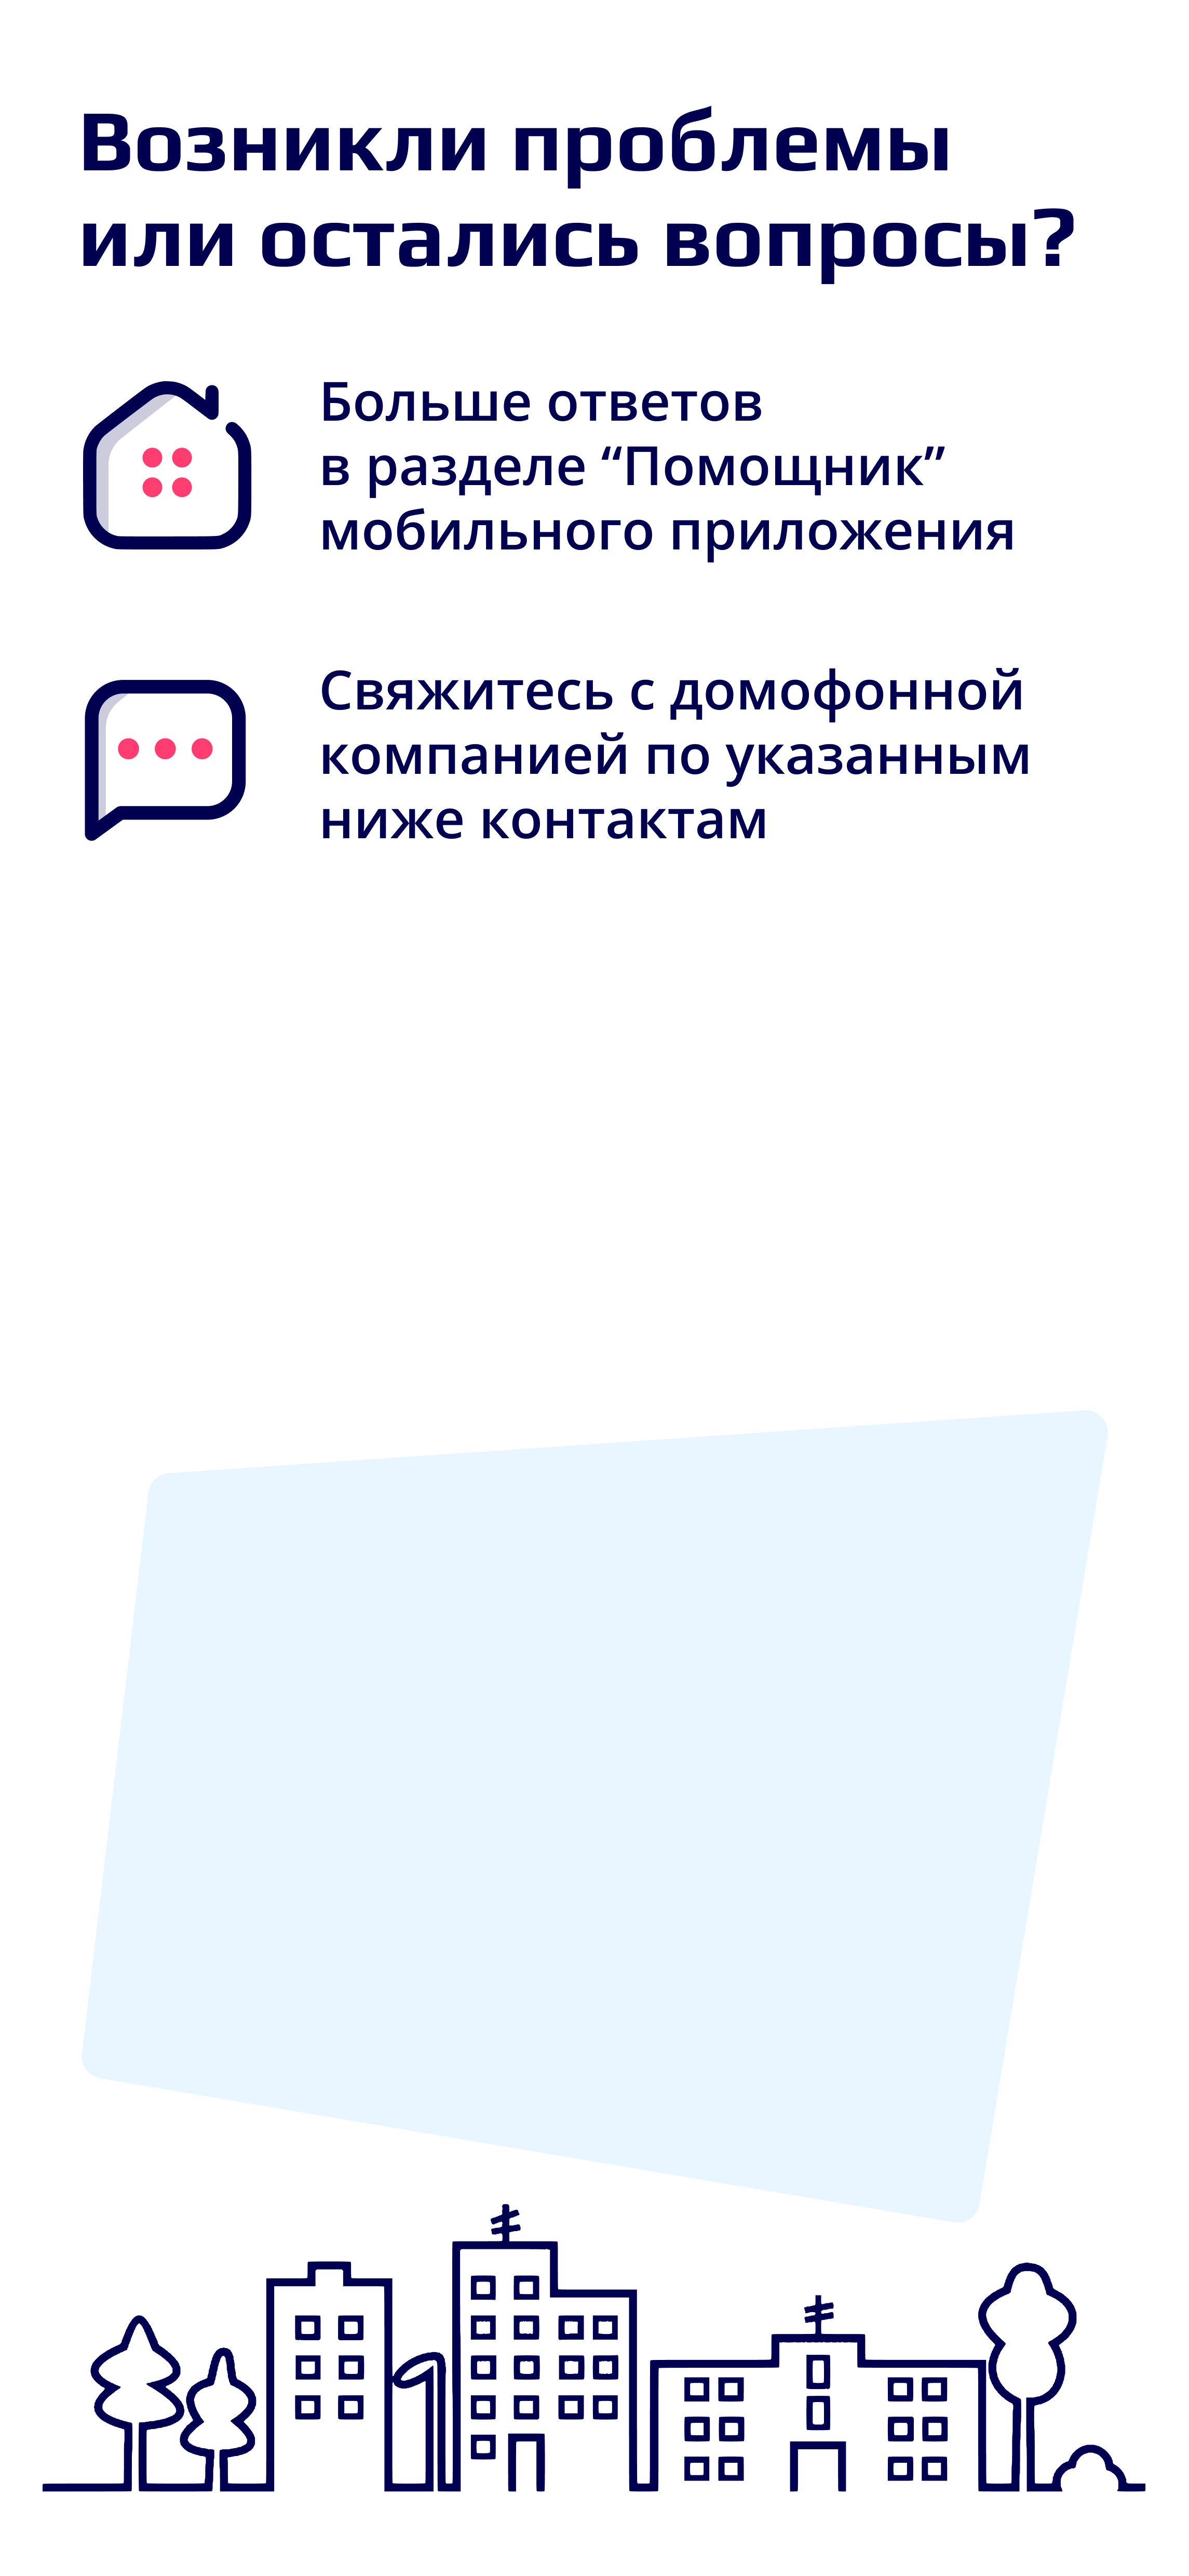 Возникли проблемы
или остались вопросы?
Больше ответов
в разделе “Помощник”
мобильного приложения
Свяжитесь с домофонной
компанией по указанным
ниже контактам